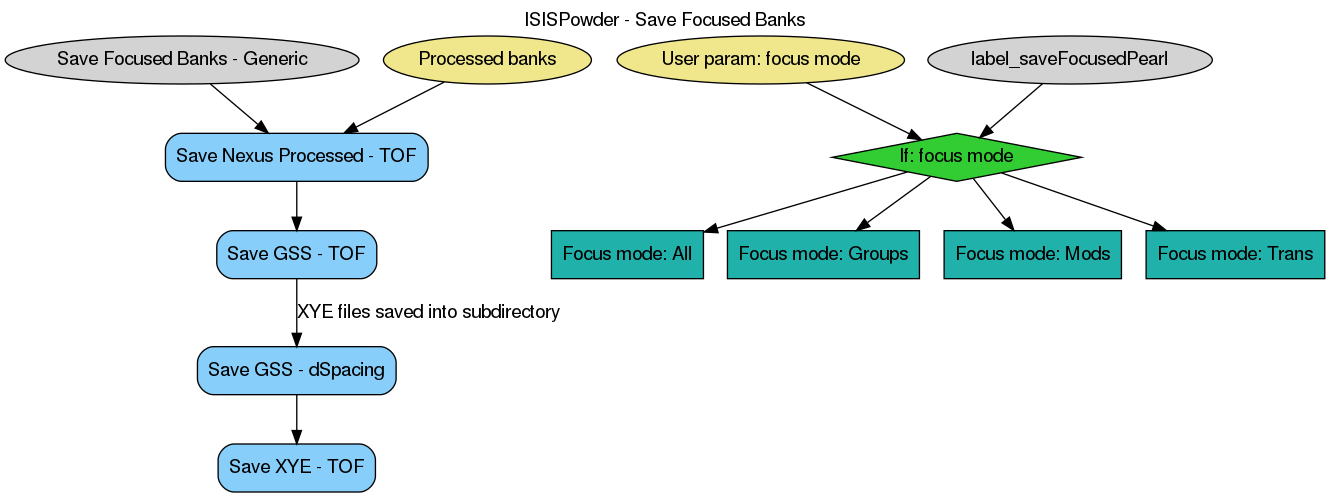 ISISPowder - Save Focused Banks
Save Focused Banks - Generic
Processed banks
User param: focus mode
label_saveFocusedPearl
Save Nexus Processed - TOF
If: focus mode
Save GSS - TOF
Focus mode: All
Focus mode: Groups
Focus mode: Mods
Focus mode: Trans
XYE files saved into subdirectory
Save GSS - dSpacing
Save XYE - TOF